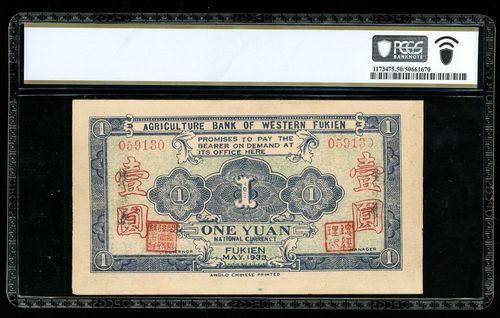 PCGS
BANKNOTE
1173475.50/50661670
AGRICULTURE BANK OF WESTERN FUKIEN
PROMISES TO PAY THE
BEARER ON DEMAND AT
ITS OFFICE HERE
059130 059130
1 1
壹 壹
1 1 1
圓 圓
ONE YUAN
NATIONAL CURRENCY
GOVERNOR MANAGER
FUKIEN
MAY.1933
1 1
ANGLO CHINESE PRINTED